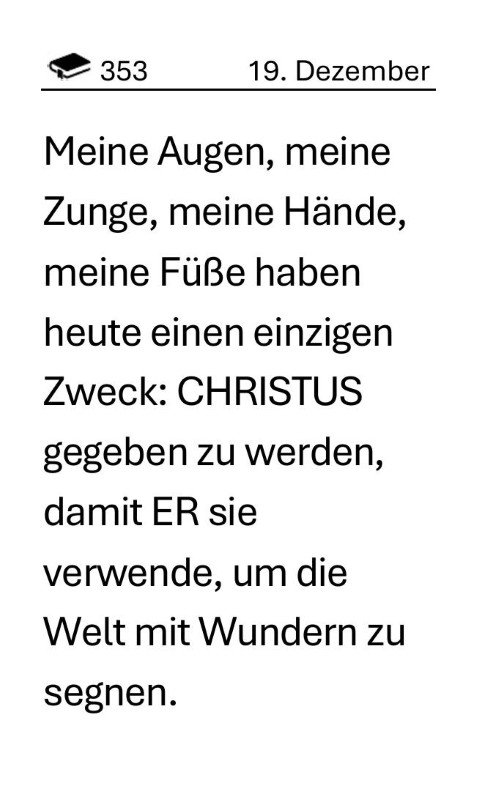 353 19. Dezember
Meine Augen, meine
Zunge, meine Hände,
meine Füße haben
heute einen einzigen
Zweck: CHRISTUS
gegeben zu werden,
damit ER sie
verwende, um die
Welt mit Wundern zu
segnen.